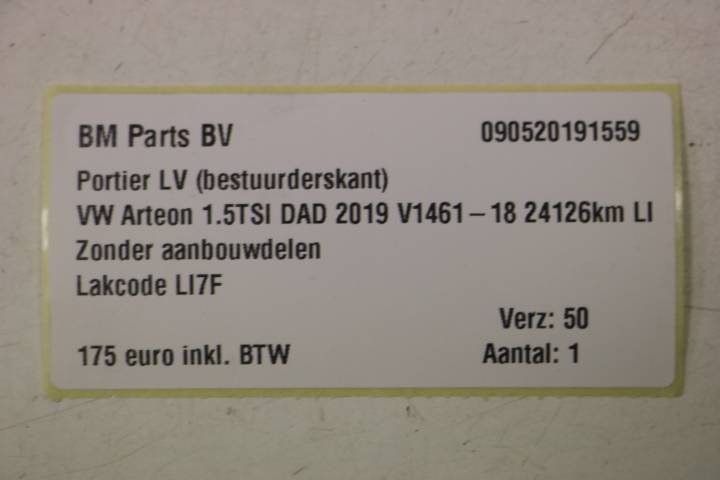 BM Parts BV 090520191559
Portier LV (bestuurderskant)
VW Arteon 1.5TSI DAD 2019 V1461-18 24126km LI
Zonder aanbouwdelen
Lakcode LI7F
Verz: 50
175 euro inkl. BTW Aantal: 1